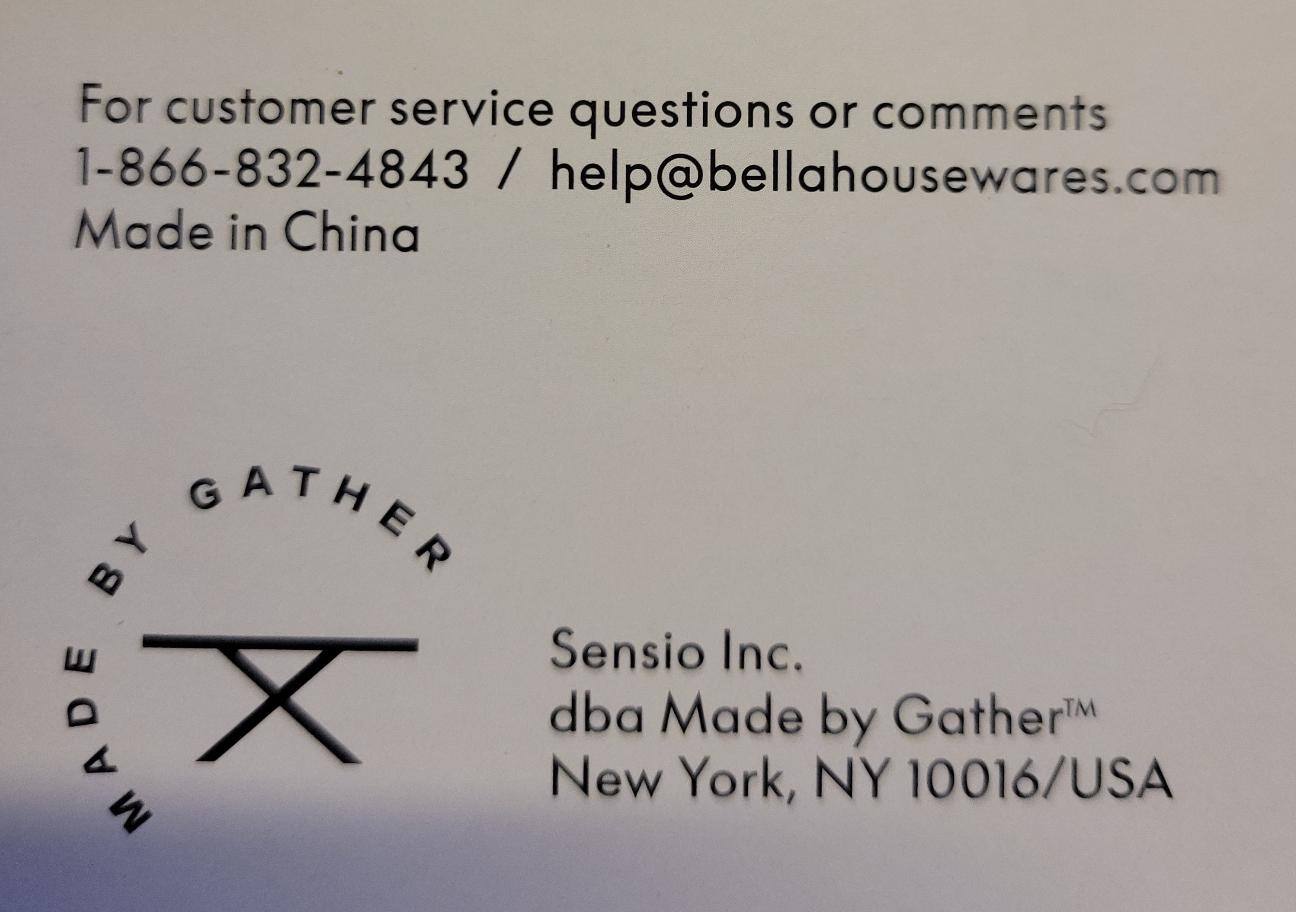 For customer service questions or comments
1-866-832-4843 / help@bellahousewares.com
Made in China
MADE BY GATHER
Sensio Inc.
dba Made by Gather™
New York, NY 10016/USA